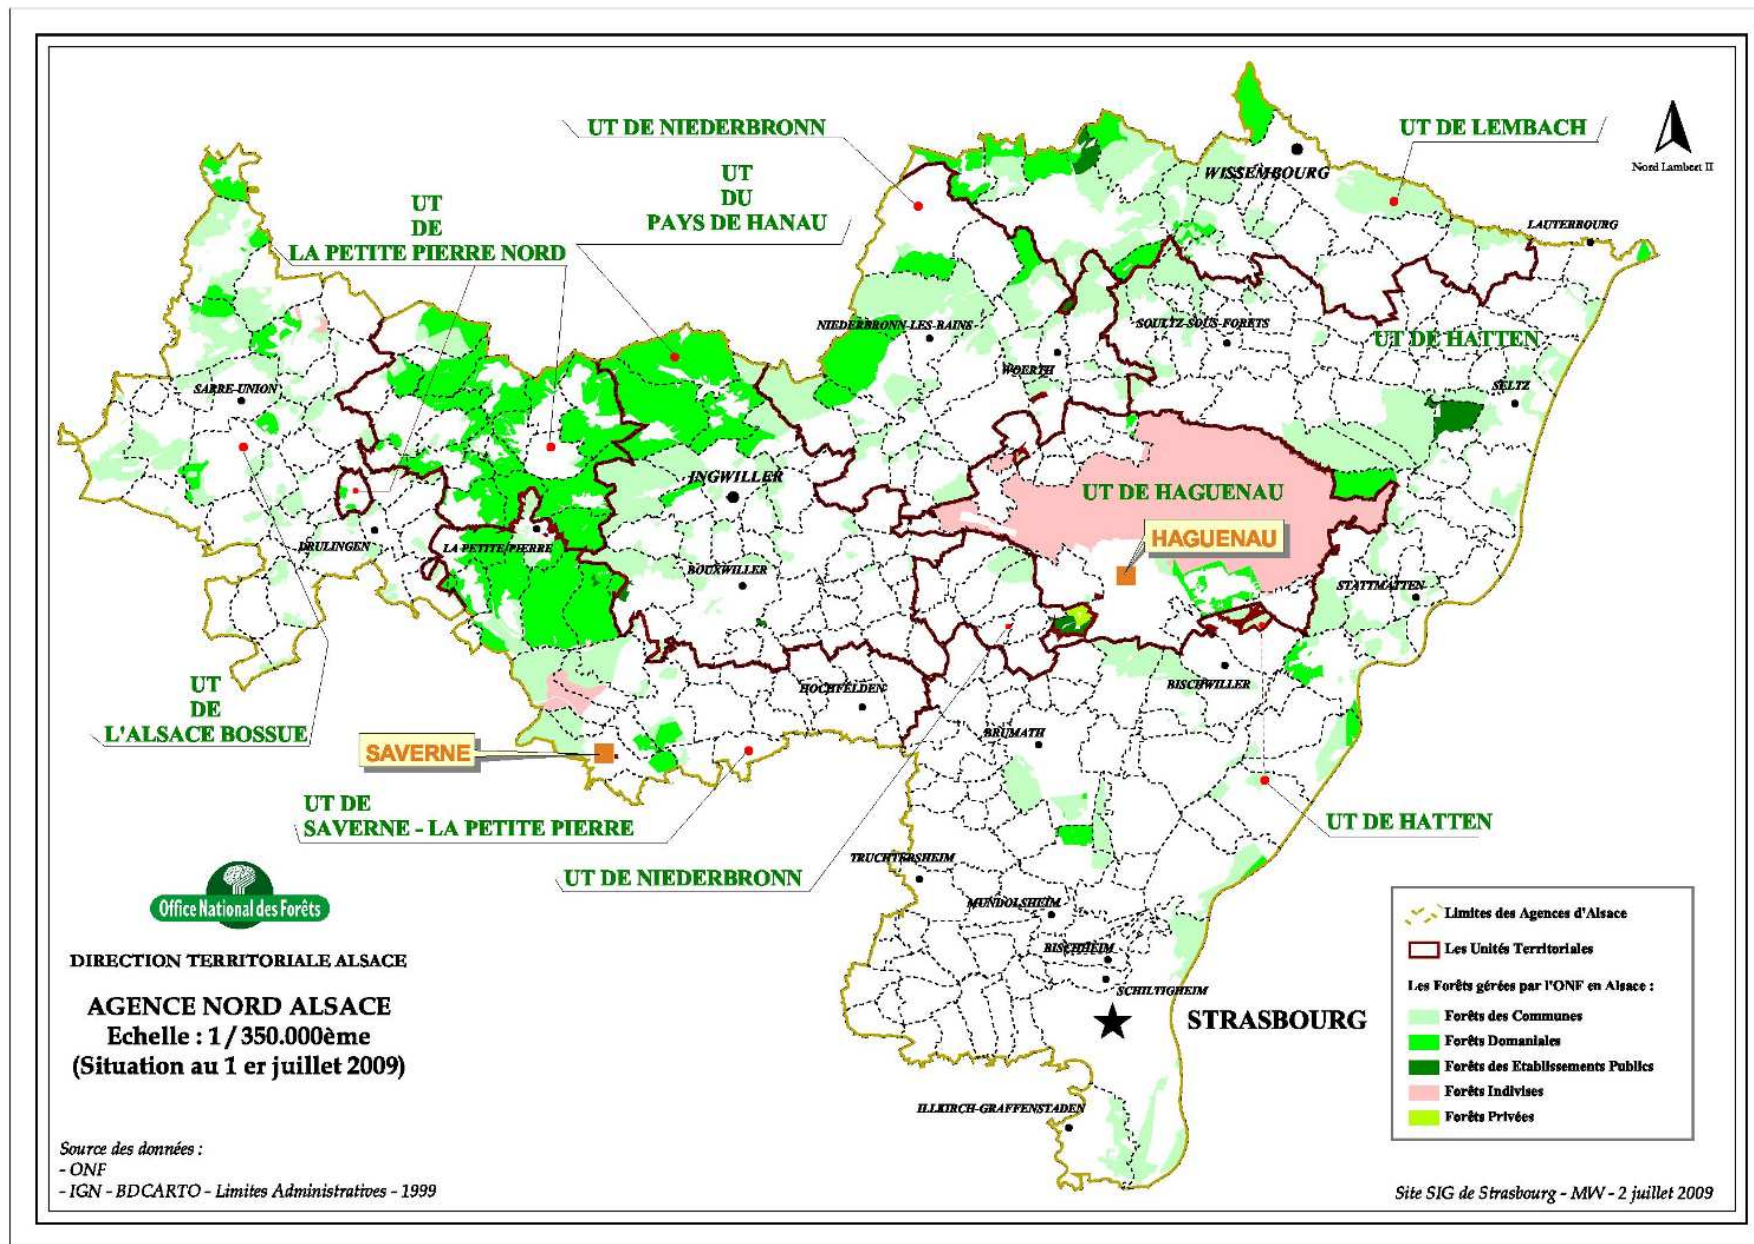 UT DE NIEDERBRONN
UT DE LEMBACH
Nord Lambert II
UT
DU
PAYS DE HANAU
UT
DE
LA PETITE PIERRE NORD
WISSEMBOURG
LAUTERBOURG
NIEDERBRONN-LES-BAINS
SOULTZ-SOUS-FORETS
UT DE HATTEN
WOERTH
SELTZ
SARRE-UNION
INGWILLER
UT DE HAGUENAU
HAGUENAU
DRULINGEN
LA PETITE PIERRE
BOUXWILLER
STATTMATTEN
UT
DE
L'ALSACE BOSSUE
HOCHFELDEN
BISCHWILLER
SAVERNE
BRUMATH
UT DE
SAVERNE - LA PETITE PIERRE
UT DE HATTEN
UT DE NIEDERBRONN
TRUCHTERSHEIM
MUNDOLSHEIM
BISCHHEIM
SCHILTIGHEIM
STRASBOURG
ILLKIRCH-GRAFFENSTADEN
Office National des Forêts
DIRECTION TERRITORIALE ALSACE
AGENCE NORD ALSACE
Echelle : 1 / 350.000ème
(Situation au 1 er juillet 2009)
Source des données :
- ONF
- IGN - BDCARTO - Limites Administratives - 1999
Limites des Agences d'Alsace
Les Unités Territoriales
Les Forêts gérées par l'ONF en Alsace :
Forêts des Communes
Forêts Domaniales
Forêts des Etablissements Publics
Forêts Indivises
Forêts Privées
Site SIG de Strasbourg - MW - 2 juillet 2009